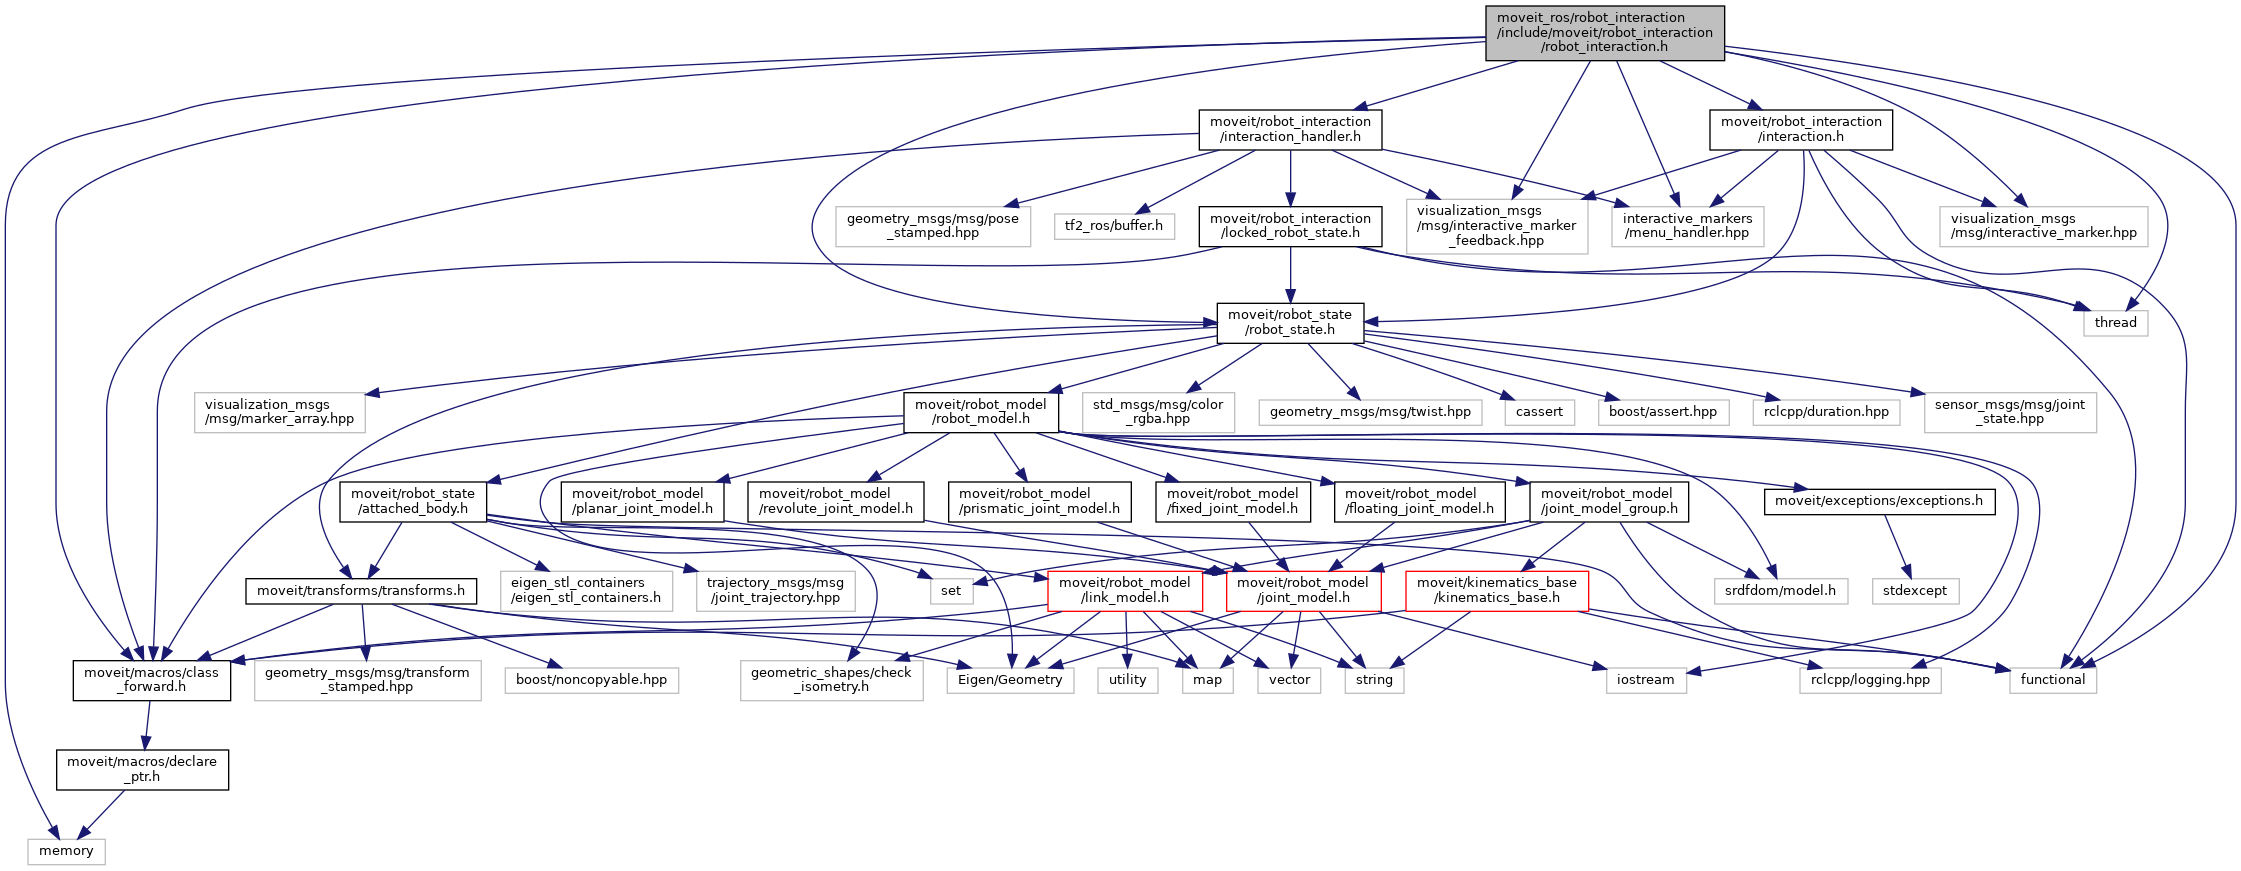 moveit_ros/robot_interaction
/include/moveit/robot_interaction
/robot_interaction.h
moveit/robot_interaction
/interaction_handler.h
moveit/robot_interaction
/interaction.h
geometry_msgs/msg/pose
_stamped.hpp
tf2_ros/buffer.h
moveit/robot_interaction
/locked_robot_state.h
visualization_msgs
/msg/interactive_marker
_feedback.hpp
interactive_markers
/menu_handler.hpp
visualization_msgs
/msg/interactive_marker.hpp
moveit/robot_state
/robot_state.h
thread
visualization_msgs
/msg/marker_array.hpp
moveit/robot_model
/robot_model.h
std_msgs/msg/color
_rgba.hpp
geometry_msgs/msg/twist.hpp
cassert
boost/assert.hpp
rclcpp/duration.hpp
sensor_msgs/msg/joint
_state.hpp
moveit/robot_state
/attached_body.h
moveit/robot_model
/planar_joint_model.h
moveit/robot_model
/revolute_joint_model.h
moveit/robot_model
/prismatic_joint_model.h
moveit/robot_model
/fixed_joint_model.h
moveit/robot_model
/floating_joint_model.h
moveit/robot_model
/joint_model_group.h
moveit/exceptions/exceptions.h
moveit/transforms/transforms.h
eigen_stl_containers
/eigen_stl_containers.h
trajectory_msgs/msg
/joint_trajectory.hpp
set
moveit/robot_model
/link_model.h
moveit/robot_model
/joint_model.h
moveit/kinematics_base
/kinematics_base.h
srdfdom/model.h
stdexcept
moveit/macros/class
_forward.h
geometry_msgs/msg/transform
_stamped.hpp
boost/noncopyable.hpp
geometric_shapes/check
_isometry.h
Eigen/Geometry
utility
map
vector
string
iostream
rclcpp/logging.hpp
functional
moveit/macros/declare
_ptr.h
memory